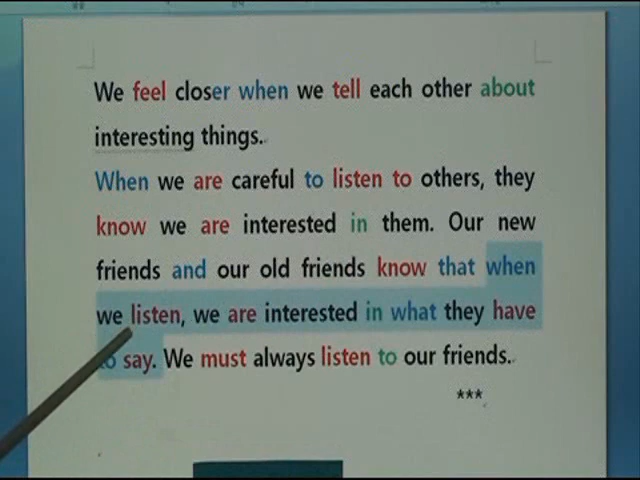 We feel closer when we tell each other about
interesting things.
When we are careful to listen to others, they
know we are interested in them. Our new
friends and our old friends know that when
we listen, we are interested in what they have
to say. We must always listen to our friends.
***